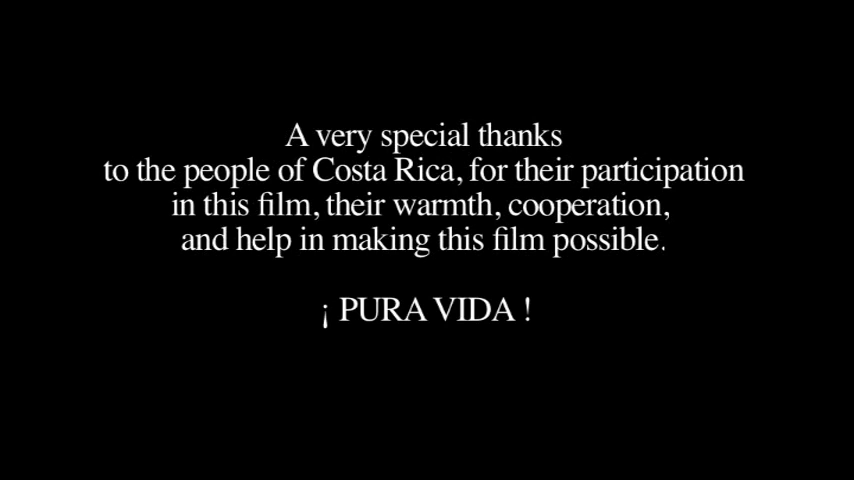 A very special thanks
to the people of Costa Rica, for their participation
in this film, their warmth, cooperation,
and help in making this film possible.
¡ PURA VIDA !